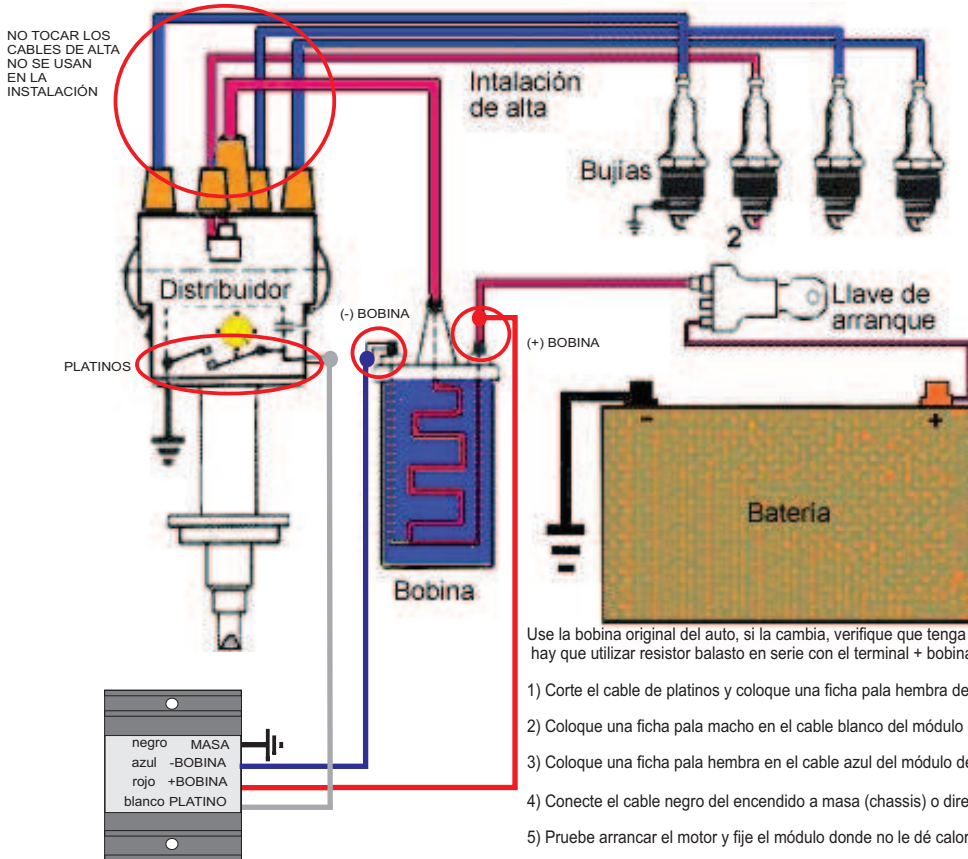 NO TOCAR LOS
CABLES DE ALTA
NO SE USAN
EN LA
INSTALACIÓN
Intalación
de alta
Bujías
2
Distribuidor
(-) BOBINA
(+) BOBINA
Llave de
arranque
PLATINOS
- +
Batería
Bobina
Use la bobina original del auto, si la cambia, verifique que tenga
hay que utilizar resistor balasto en serie con el terminal + bobina
1) Corte el cable de platinos y coloque una ficha pala hembra de
2) Coloque una ficha pala macho en el cable blanco del módulo
3) Coloque una ficha pala hembra en el cable azul del módulo de
4) Conecte el cable negro del encendido a masa (chassis) o dire
5) Pruebe arrancar el motor y fije el módulo donde no le dé calor
negro MASA
azul -BOBINA
rojo +BOBINA
blanco PLATINO